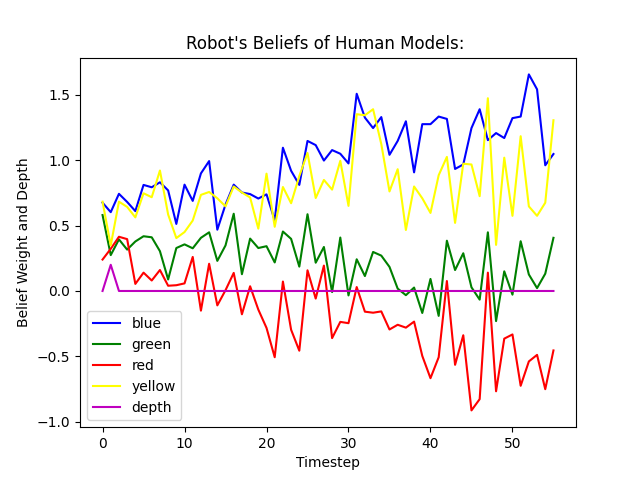 Robot's Beliefs of Human Models:
Belief Weight and Depth
1.5
1.0
0.5
0.0
−0.5
−1.0
blue
green
red
yellow
depth
0 10 20 30 40 50
Timestep